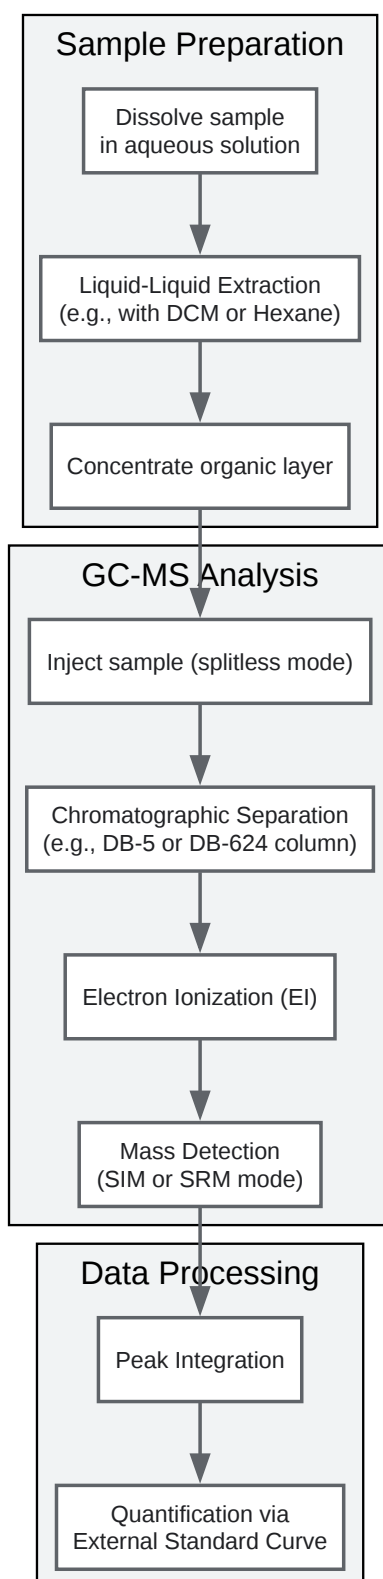 Sample Preparation
Dissolve sample
in aqueous solution
Liquid-Liquid Extraction
(e.g., with DCM or Hexane)
Concentrate organic layer
GC-MS Analysis
Inject sample (splitless mode)
Chromatographic Separation
(e.g., DB-5 or DB-624 column)
Electron Ionization (EI)
Mass Detection
(SIM or SRM mode)
Data Processing
Peak Integration
Quantification via
External Standard Curve